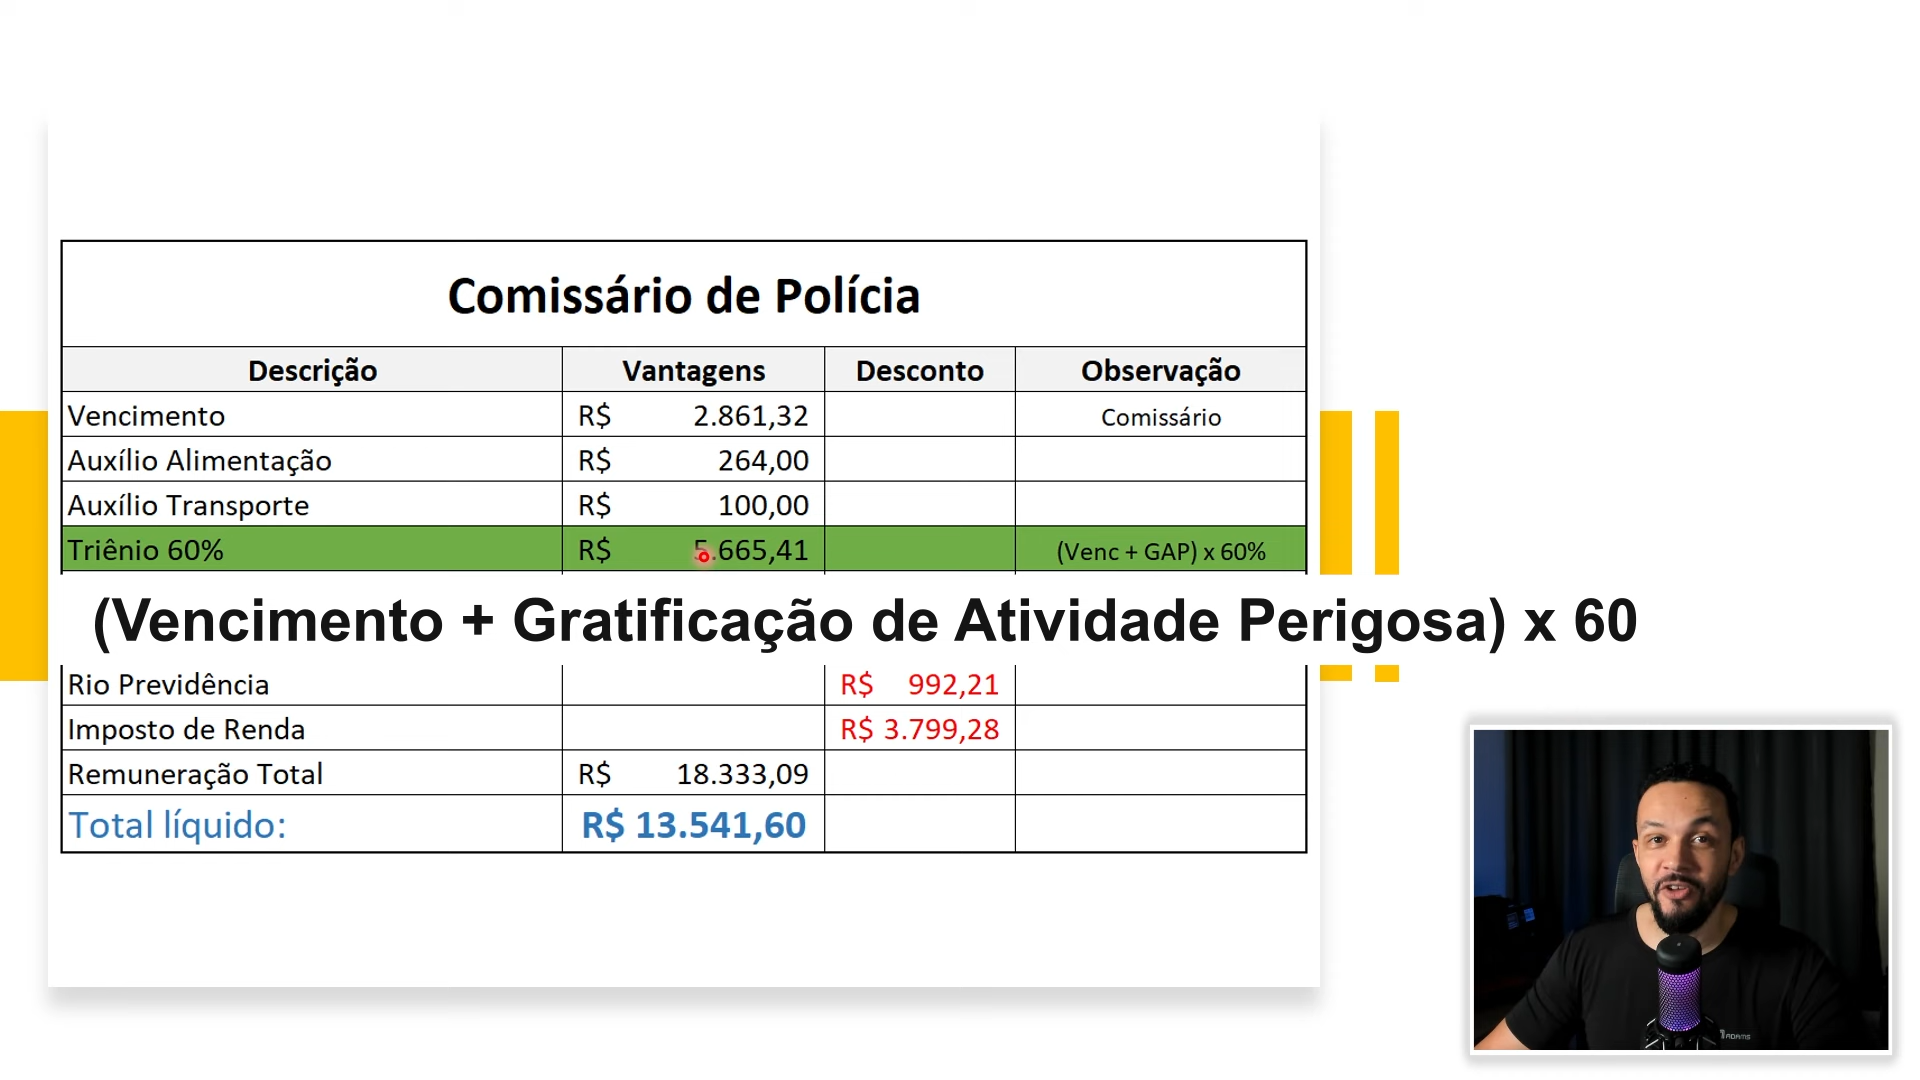 Comissário de Polícia
Descrição Vantagens Desconto Observação
Vencimento R$ 2.861,32 Comissário
Auxílio Alimentação R$ 264,00
Auxílio Transporte R$ 100,00
Triênio 60% R$ 5.665,41 (Venc + GAP) x 60%
(Vencimento + Gratificação de Atividade Perigosa) x 60
Rio Previdência R$ 992,21
Imposto de Renda R$ 3.799,28
Remuneração Total R$ 18.333,09
Total líquido: R$ 13.541,60
ADAMS